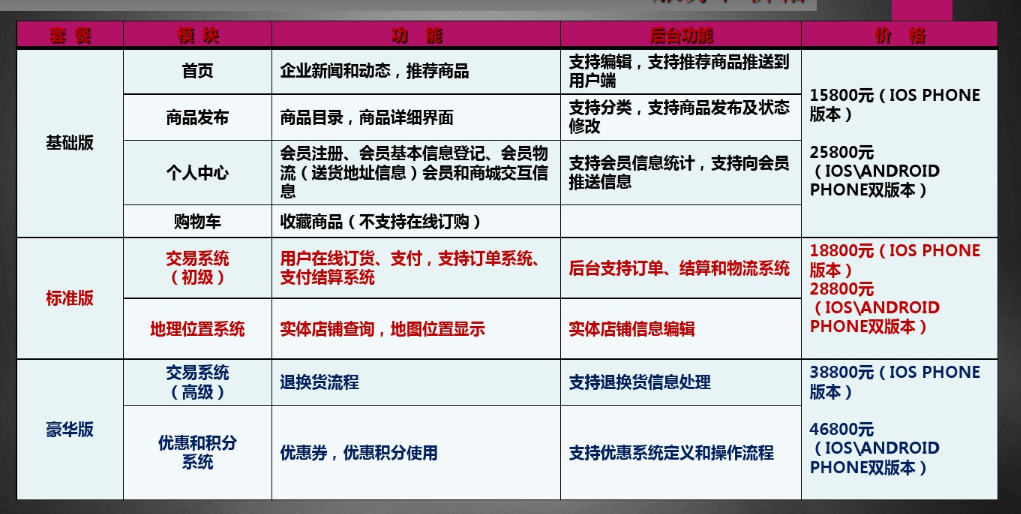 套 餐
模 块
功 能
后台功能
价 格
基础版
首页
企业新闻和动态，推荐商品
支持编辑，支持推荐商品推送到
用户端
15800元（IOS PHONE
版本）
25800元
（IOS\ANDROID
PHONE双版本）
商品发布
商品目录，商品详细界面
支持分类，支持商品发布及状态
修改
个人中心
会员注册、会员基本信息登记、会员物
流（送货地址信息）会员和商城交互信
息
支持会员信息统计，支持向会员
推送信息
购物车
收藏商品（不支持在线订购）
标准版
交易系统
（初级）
用户在线订货、支付，支持订单系统、
支付结算系统
后台支持订单、结算和物流系统
18800元（IOS PHONE
版本）
28800元
（IOS\ANDROID
PHONE双版本）
地理位置系统
实体店铺查询，地图位置显示
实体店铺信息编辑
豪华版
交易系统
（高级）
退换货流程
支持退换货信息处理
38800元（IOS PHONE
版本）
46800元
（IOS\ANDROID
PHONE双版本）
优惠和积分
系统
优惠券，优惠积分使用
支持优惠系统定义和操作流程